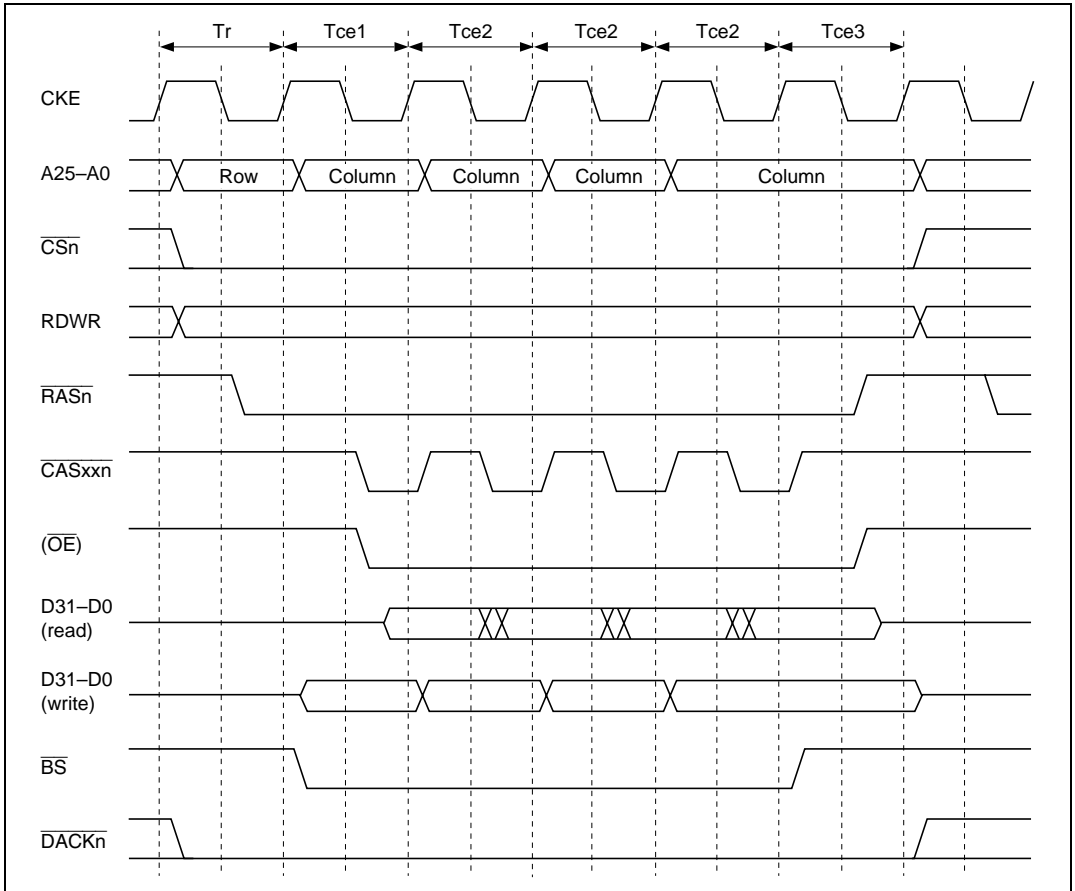 Tr Tce1 Tce2 Tce2 Tce2 Tce3
CKE
A25–A0 Row Column Column Column Column
CSn
RDWR
RASn
CASxxn
(OE)
D31–D0
(read)
D31–D0
(write)
BS
DACKn